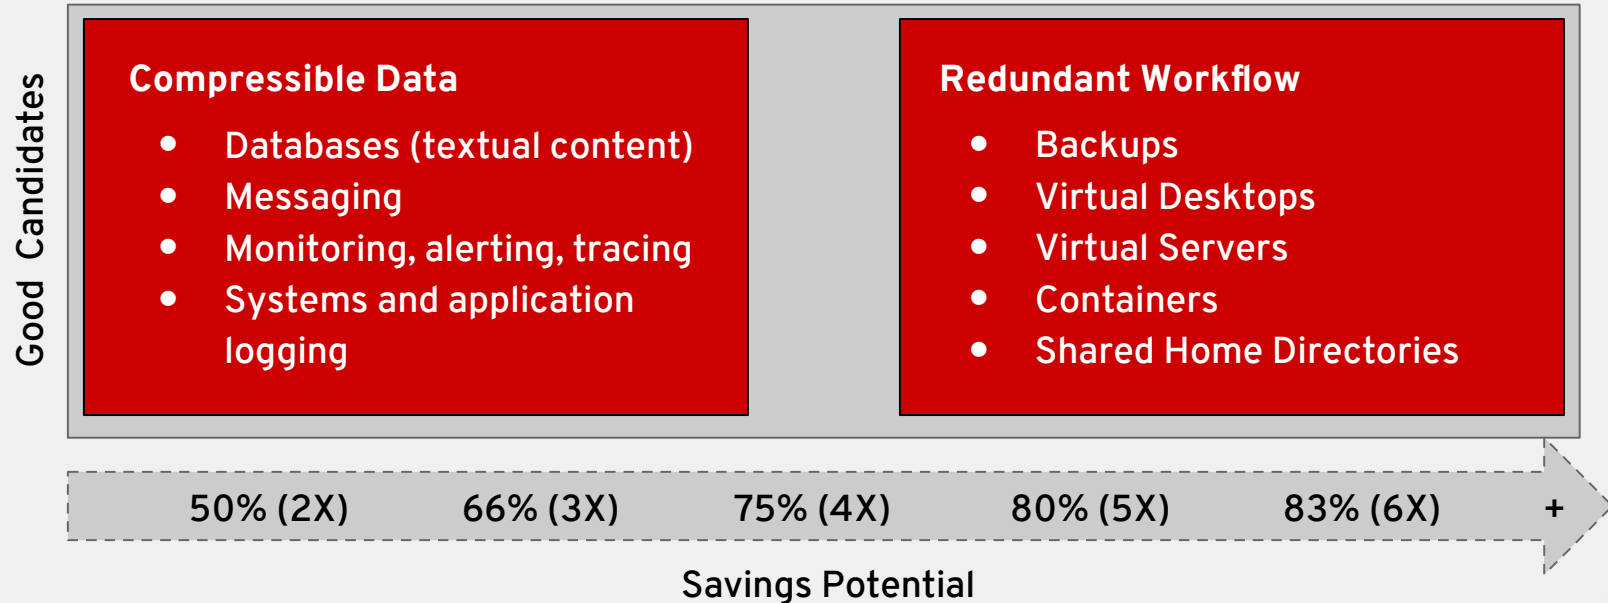 Good Candidates
Compressible Data
• Databases (textual content)
• Messaging
• Monitoring, alerting, tracing
• Systems and application
logging
Redundant Workflow
• Backups
• Virtual Desktops
• Virtual Servers
• Containers
• Shared Home Directories
50% (2X) 66% (3X) 75% (4X) 80% (5X) 83% (6X) +
Savings Potential